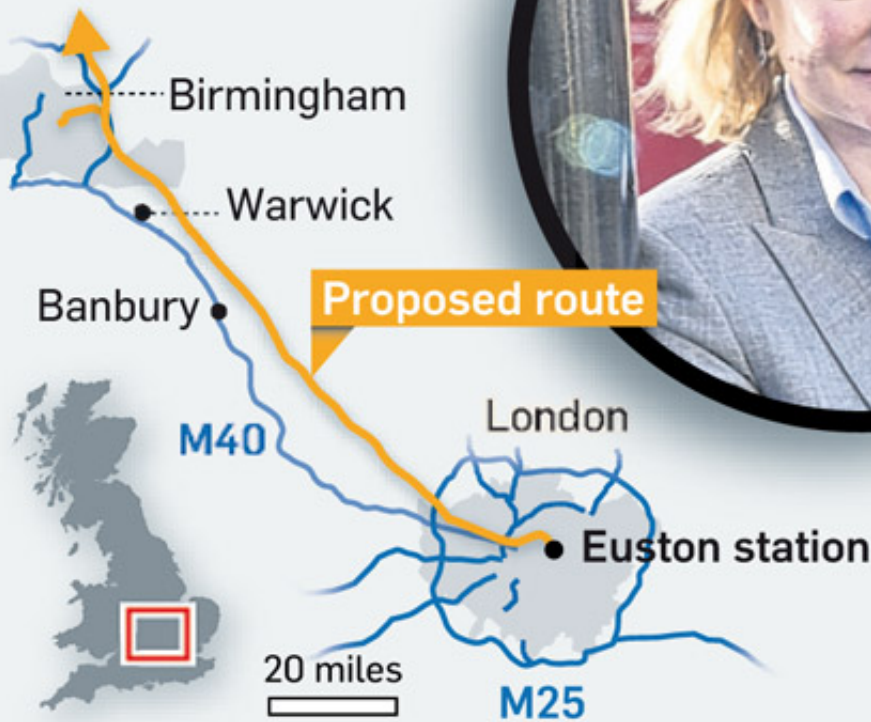 Birmingham
Warwick
Banbury
Proposed route
M40
London
Euston station
20 miles
M25